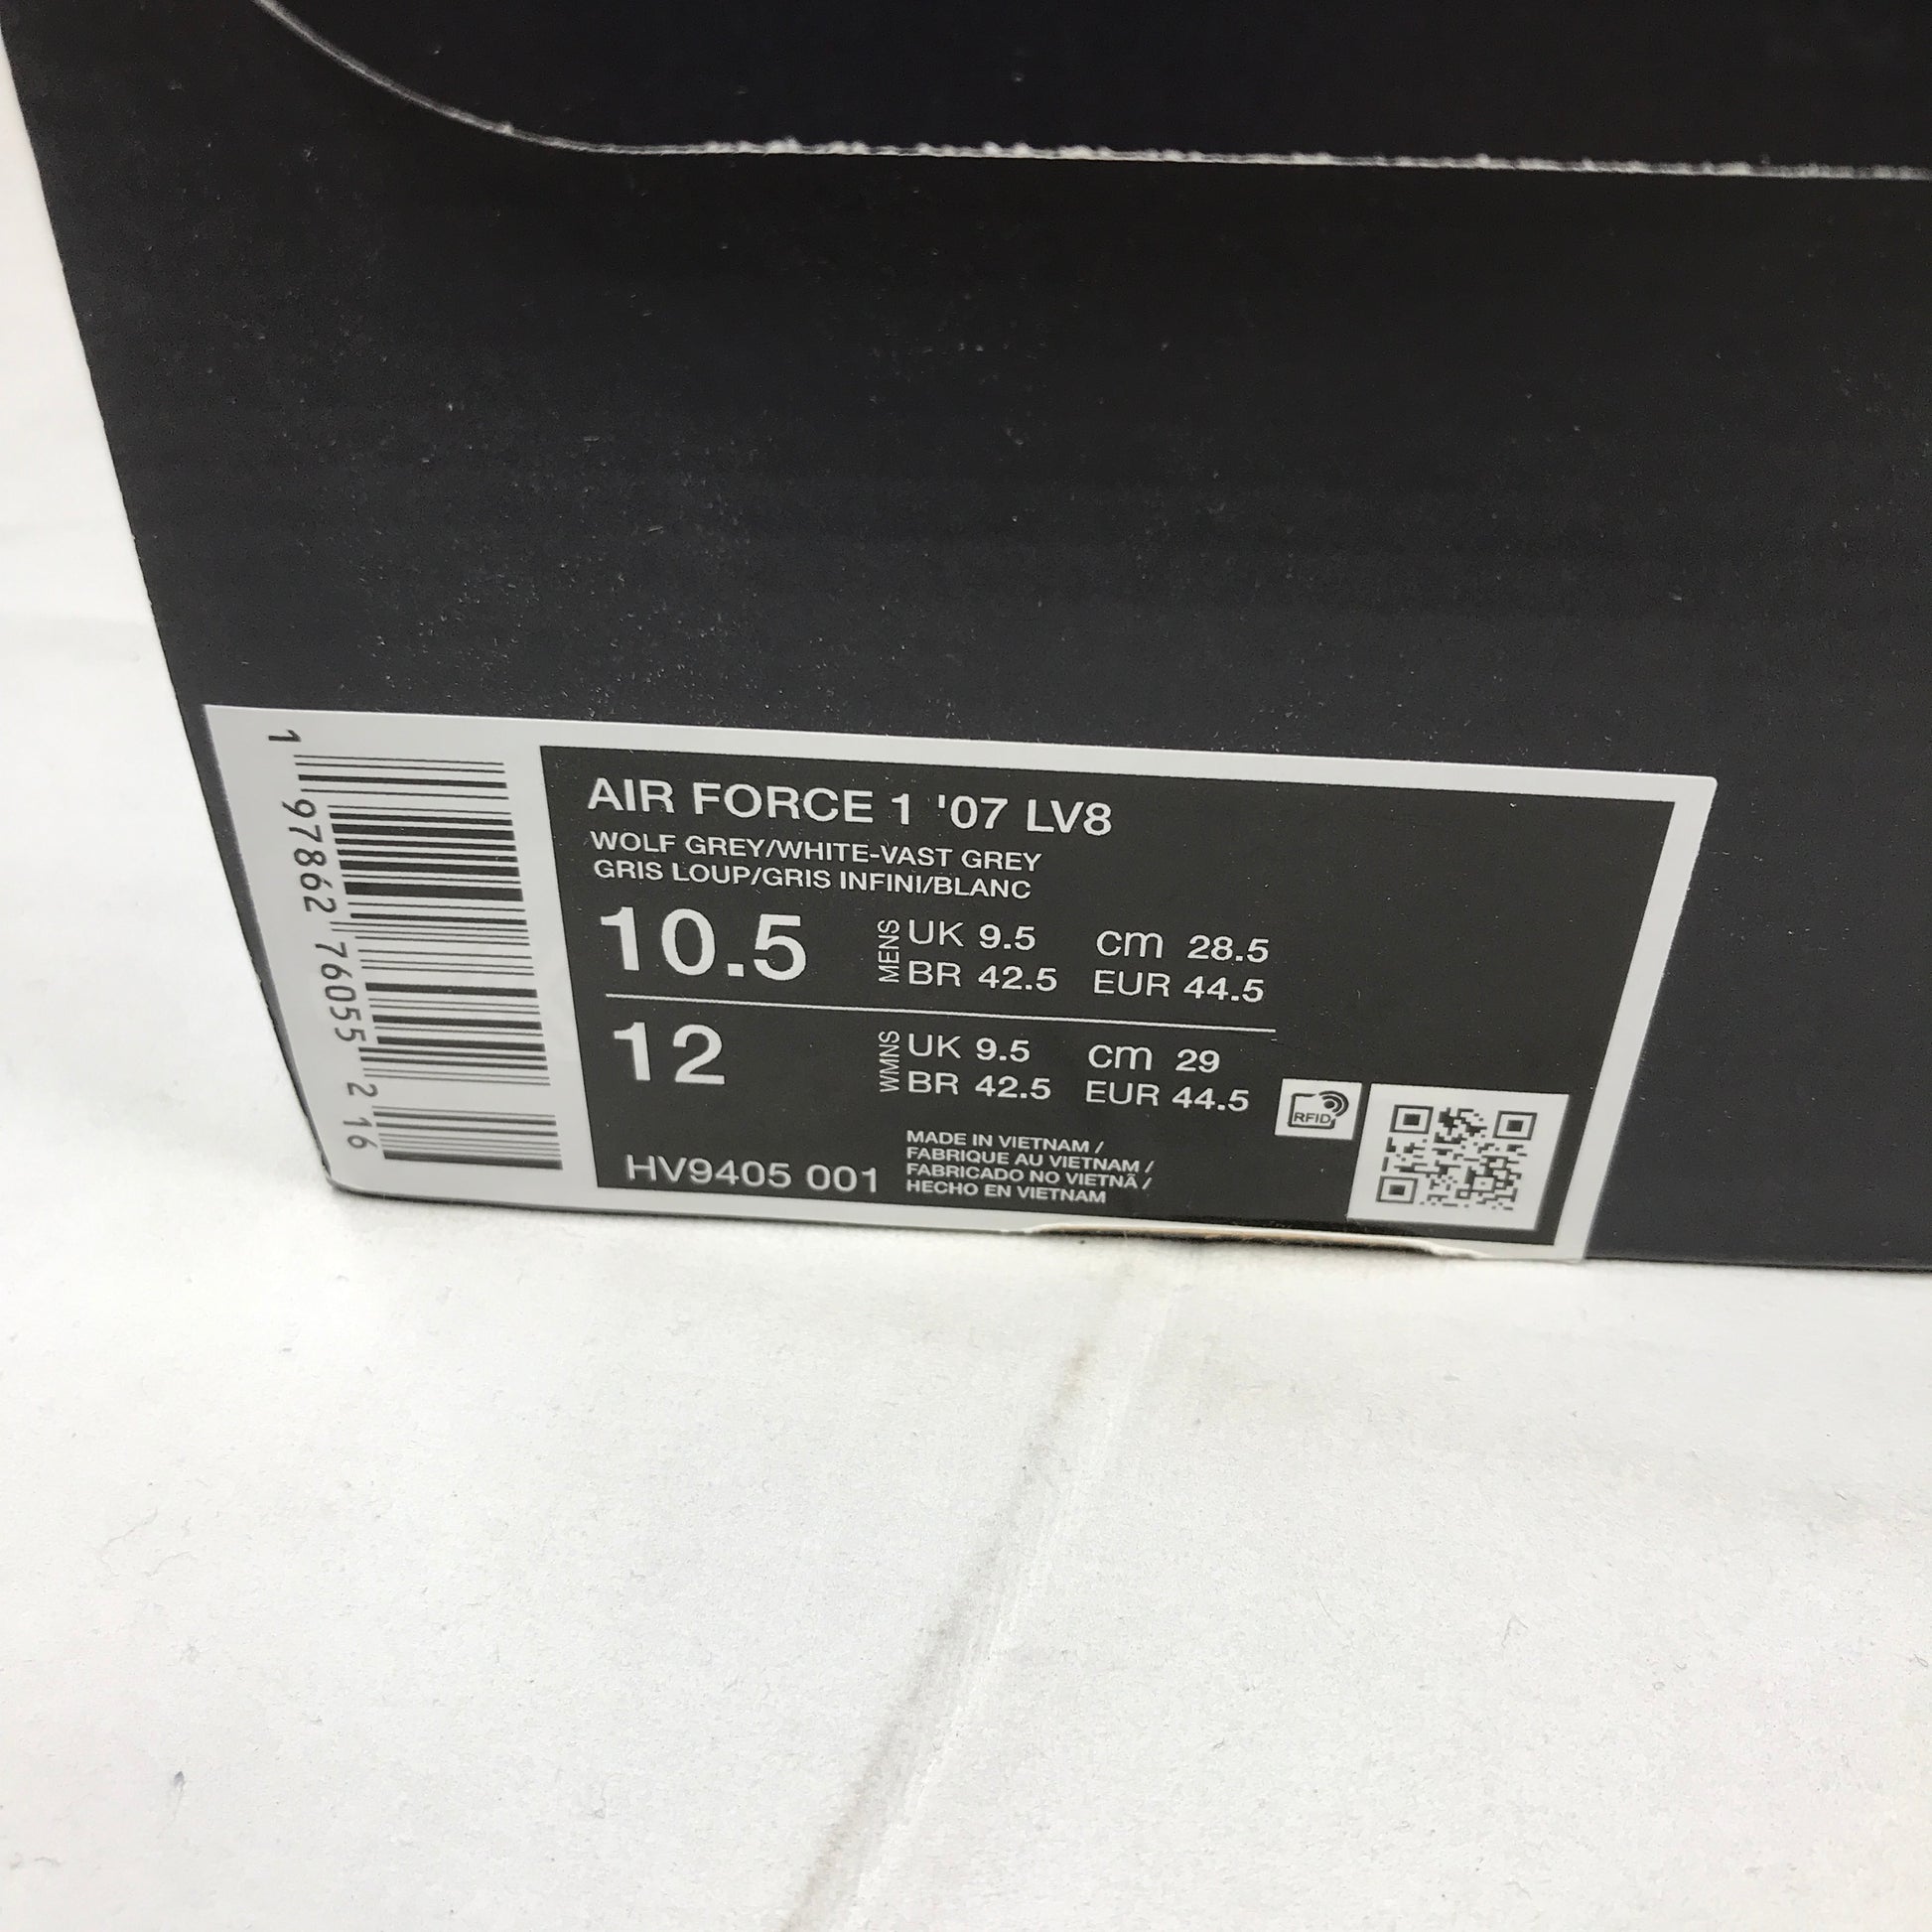 AIR FORCE 1 '07 LV8
WOLF GREY/WHITE-VAST GREY
GRIS LOUP/GRIS INFINI/BLANC
10.5 MENS UK 9.5 cm 28.5
BR 42.5 EUR 44.5
12 WMNS UK 9.5 cm 29
BR 42.5 EUR 44.5
RFID
HV9405 001
MADE IN VIETNAM /
FABRIQUE AU VIETNAM /
FABRICADO NO VIETNÃ /
HECHO EN VIETNAM
1 97862 76055 2 16